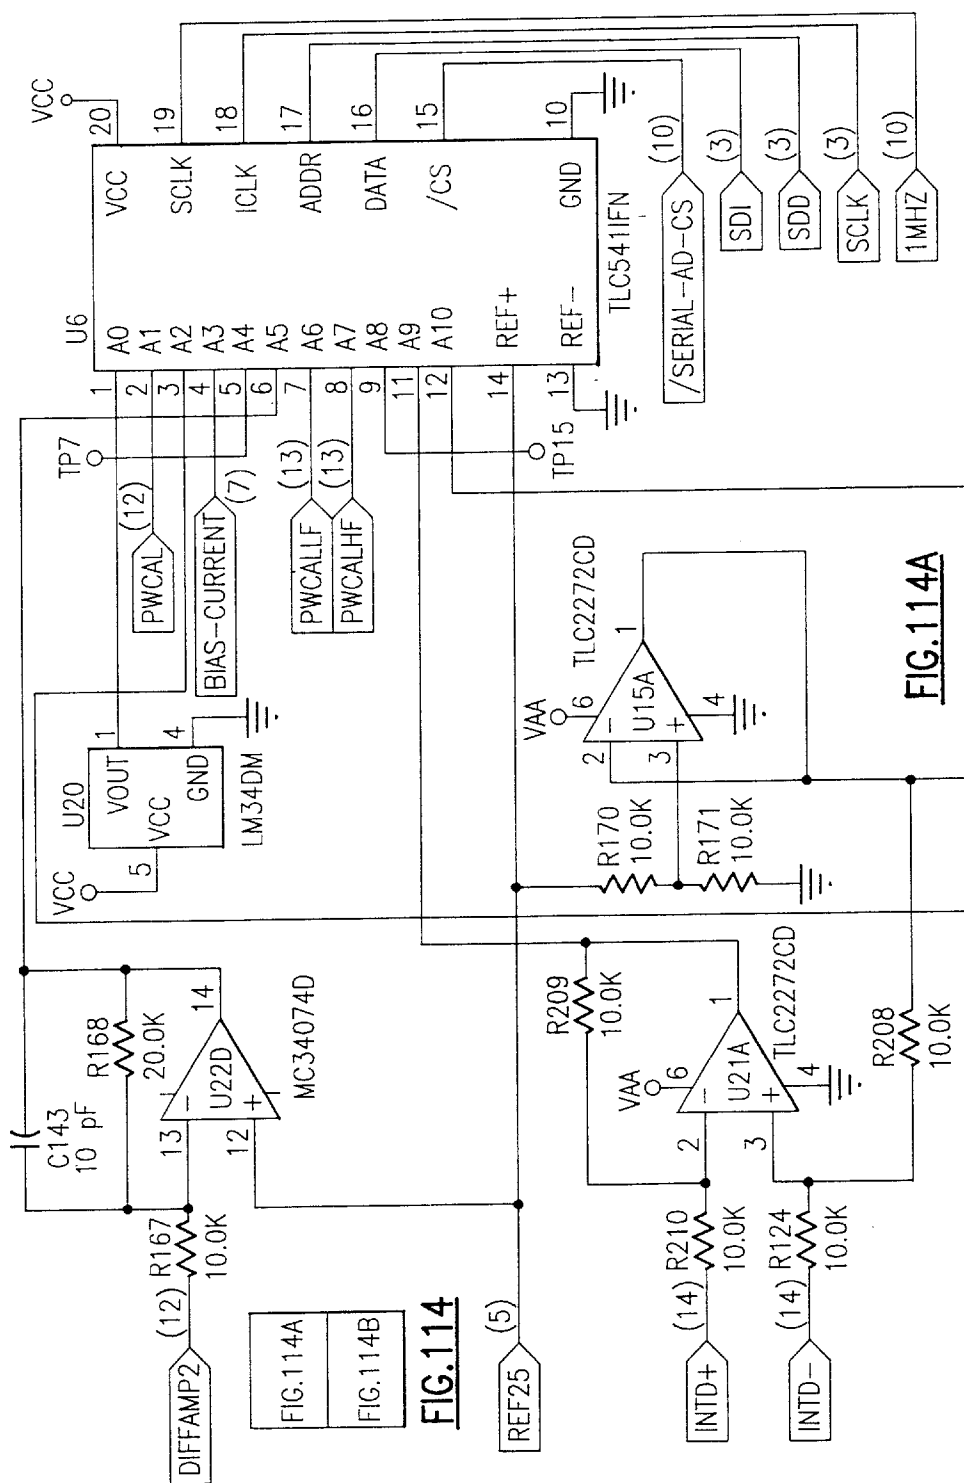 VCC
20
19
18
17
16
15
10
VCC
SCLK
ICLK
ADDR
DATA
/CS
GND
U6
TLC541IFN
A0
A1
A2
A3
A4
A5
A6
A7
A8
A9
A10
REF+
REF-
1
2
3
4
5
6
7
8
9
11
12
14
13
/SERIAL-AD-CS
(10)
SDI
(3)
SDD
(3)
SCLK
(3)
1MHZ
(10)
TP7
TP15
PWCAL
(12)
BIAS-CURRENT
(7)
PWCALLF
(13)
PWCALHF
(13)
U20
VOUT
1
VCC
5
GND
4
LM34DM
VCC
C143
10 pF
R168
20.0K
14
U22D
MC34074D
-
13
+
12
R167
10.0K
(12)
DIFFAMP2
REF25
(5)
R170
10.0K
R171
10.0K
VAA
6
U15A
TLC2272CD
-
2
+
3
1
4
R209
10.0K
VAA
6
U21A
TLC2272CD
-
2
+
3
1
4
R208
10.0K
R210
10.0K
(14)
INTD+
R124
10.0K
(14)
INTD-
FIG.114A
FIG.114B
FIG.114
FIG.114A